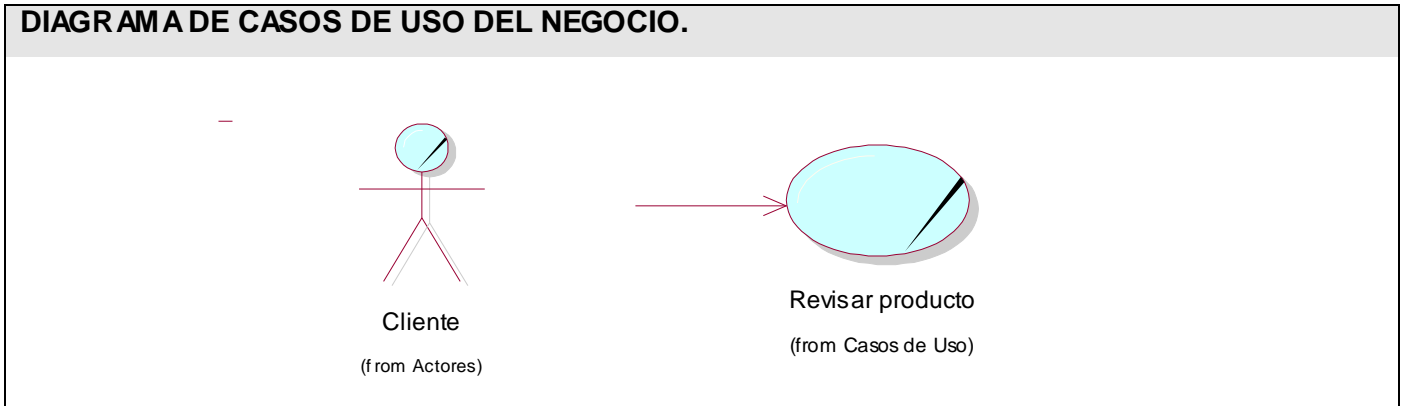 DIAGRAMA DE CASOS DE USO DEL NEGOCIO.
Cliente
(from Actores)
Revisar producto
(from Casos de Uso)